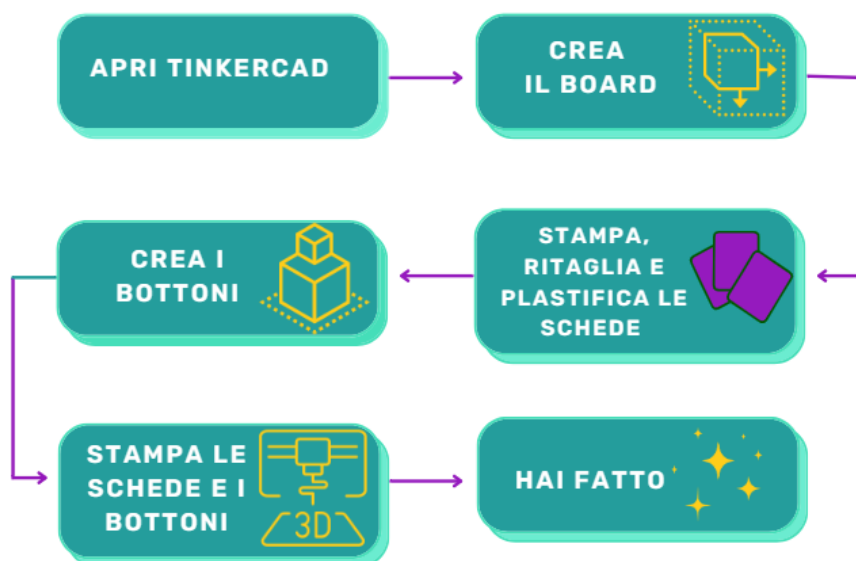 APRI TINKERCAD
CREA
IL BOARD
STAMPA,
RITAGLIA E
PLASTIFICA LE
SCHEDE
CREA I
BOTTONI
STAMPA LE
SCHEDE E I
BOTTONI
3D
HAI FATTO